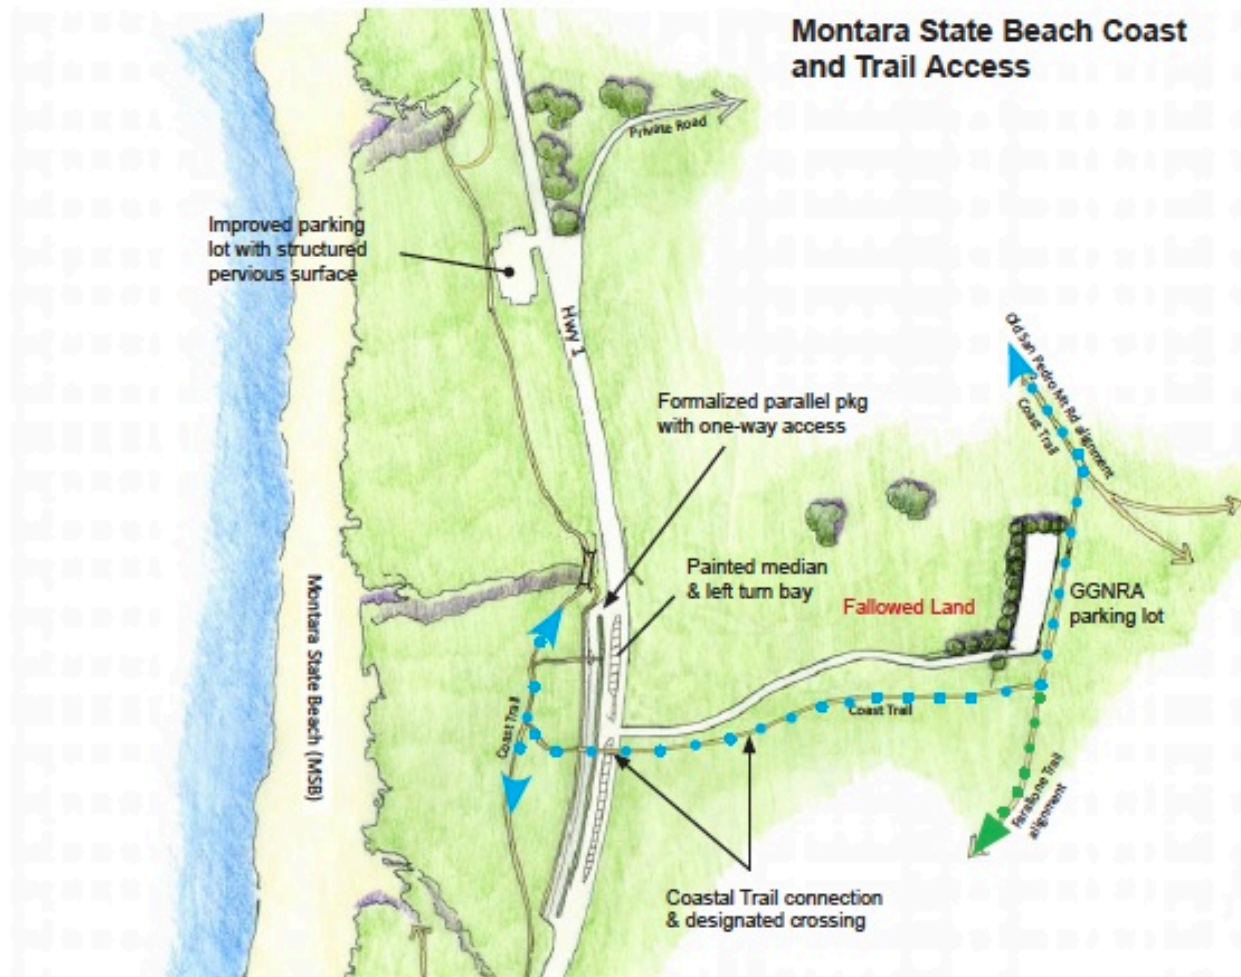 Montara State Beach Coast
and Trail Access
Private Road
Improved parking
lot with structured
pervious surface
Hwy 1
Old San Pedro Mt Rd alignment
Coast Trail
Formalized parallel pkg
with one-way access
Painted median
& left turn bay
Fallowed Land
GGNRA
parking lot
Montara State Beach (MSB)
Coast Trail
Coast Trail
Farallone Trail
alignment
Coastal Trail connection
& designated crossing